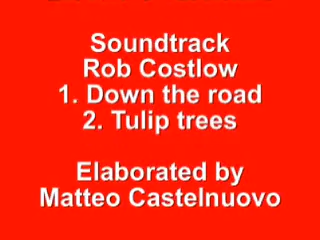 Soundtrack
Rob Costlow
1. Down the road
2. Tulip trees
Elaborated by
Matteo Castelnuovo